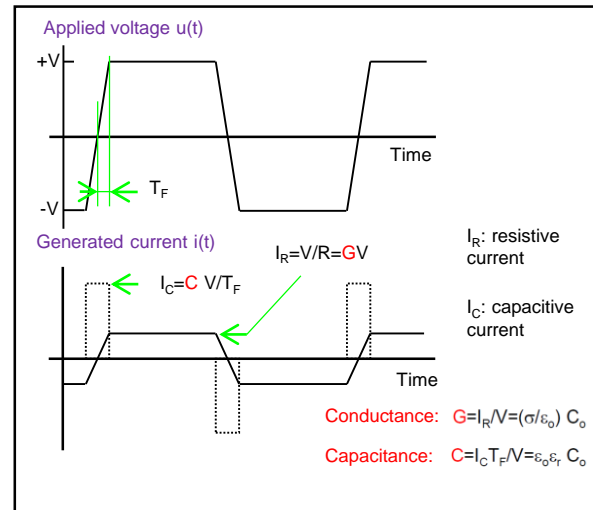 Applied voltage u(t)
+V
Time
T_F
-V
Generated current i(t)
I_R=V/R=GV
I_R: resistive
current
I_C=C V/T_F
I_C: capacitive
current
Time
Conductance: G=I_R/V=(σ/ε_o) C_o
Capacitance: C=I_CT_F/V=ε_oε_r C_o